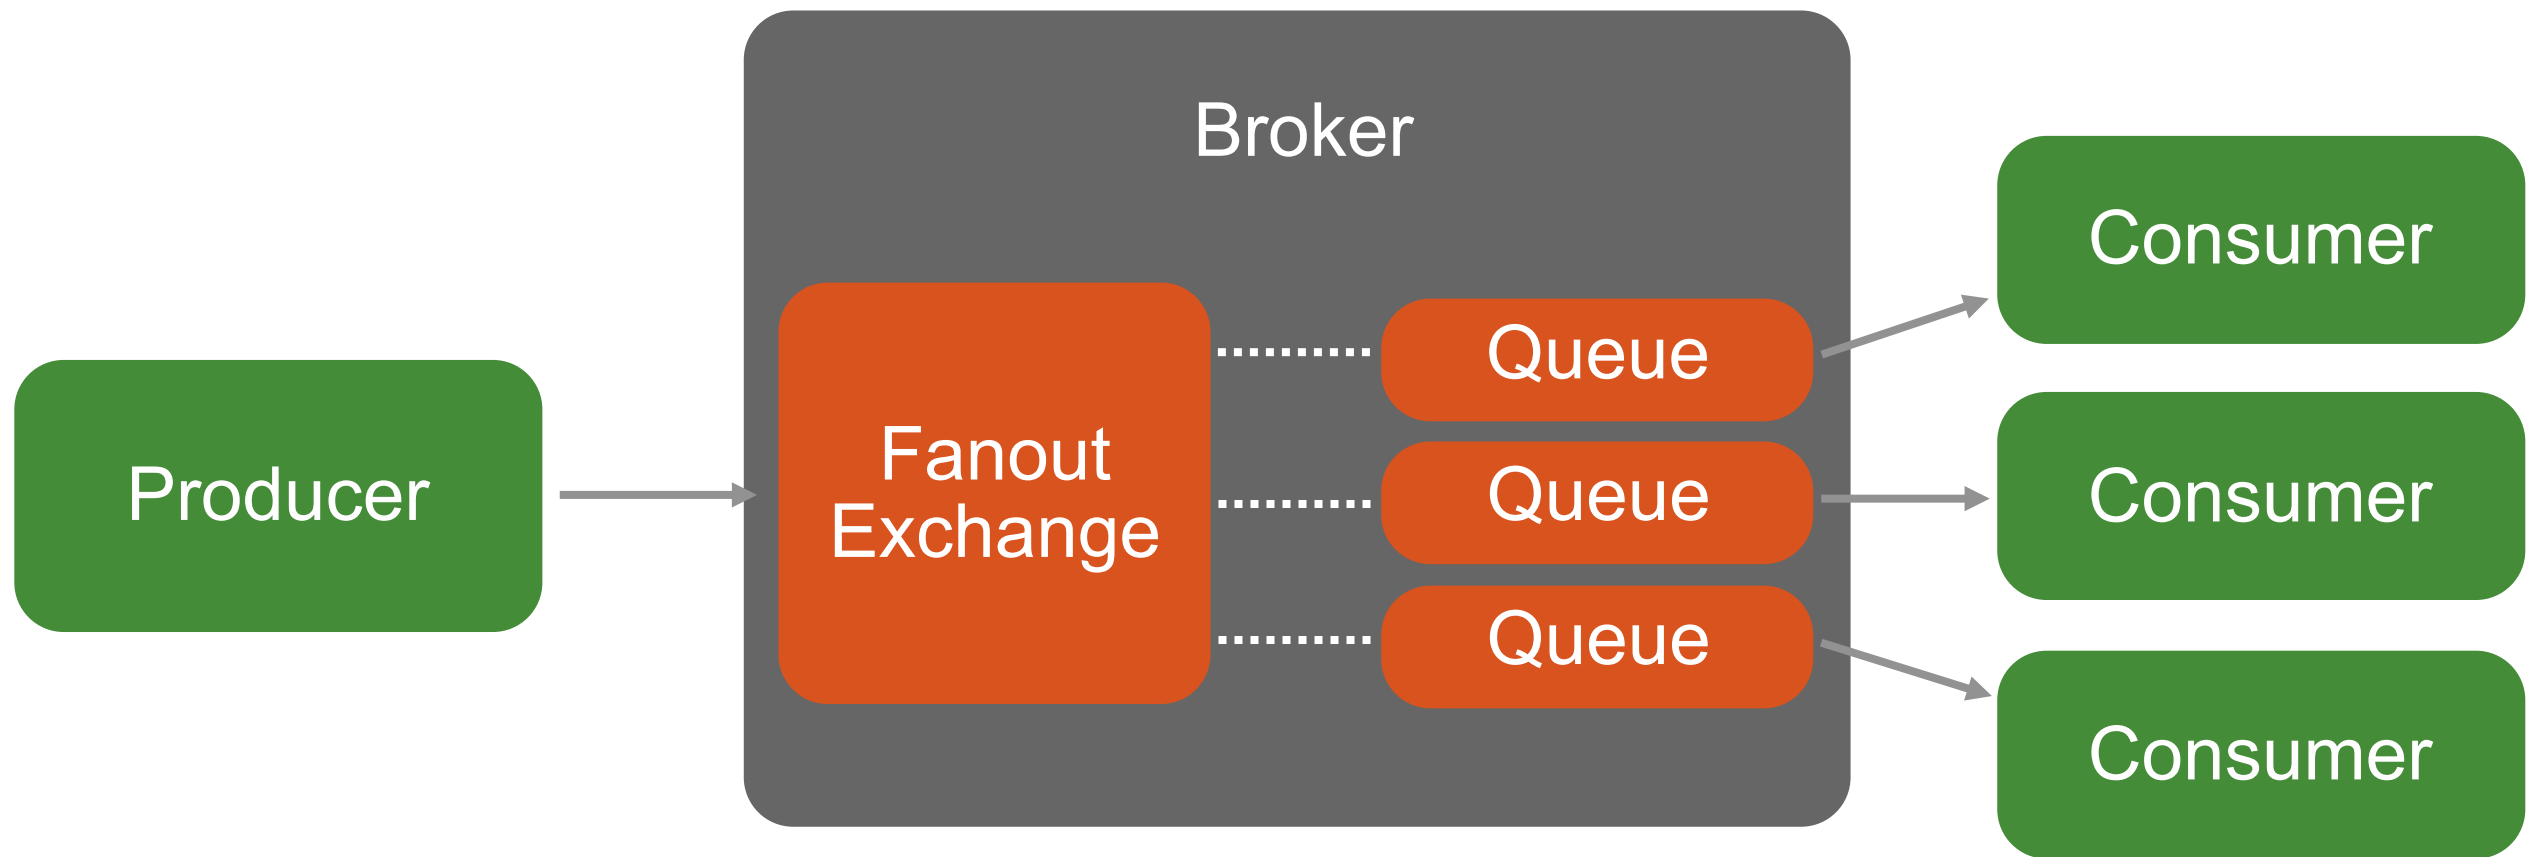 Broker
Producer
Fanout
Exchange
Queue
Queue
Queue
Consumer
Consumer
Consumer